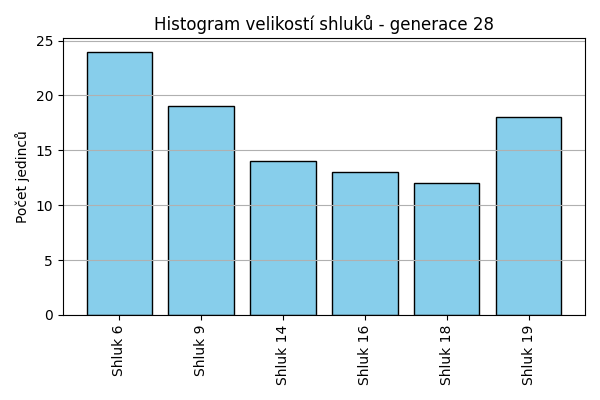 Histogram velikostí shluků - generace 28
Počet jedinců
25
20
15
10
5
0
Shluk 6
Shluk 9
Shluk 14
Shluk 16
Shluk 18
Shluk 19